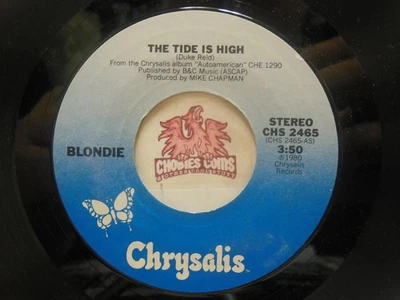 THE TIDE IS HIGH
(Duke Reid)
From the Chrysalis album "Autoamerican" CHE 1290
Published by B&C Music (ASCAP)
Produced by MIKE CHAPMAN
STEREO
CHS 2465
(CHS 2465-AS)
3:50
℗1980
Chrysalis
Records
BLONDIE
Chrysalis